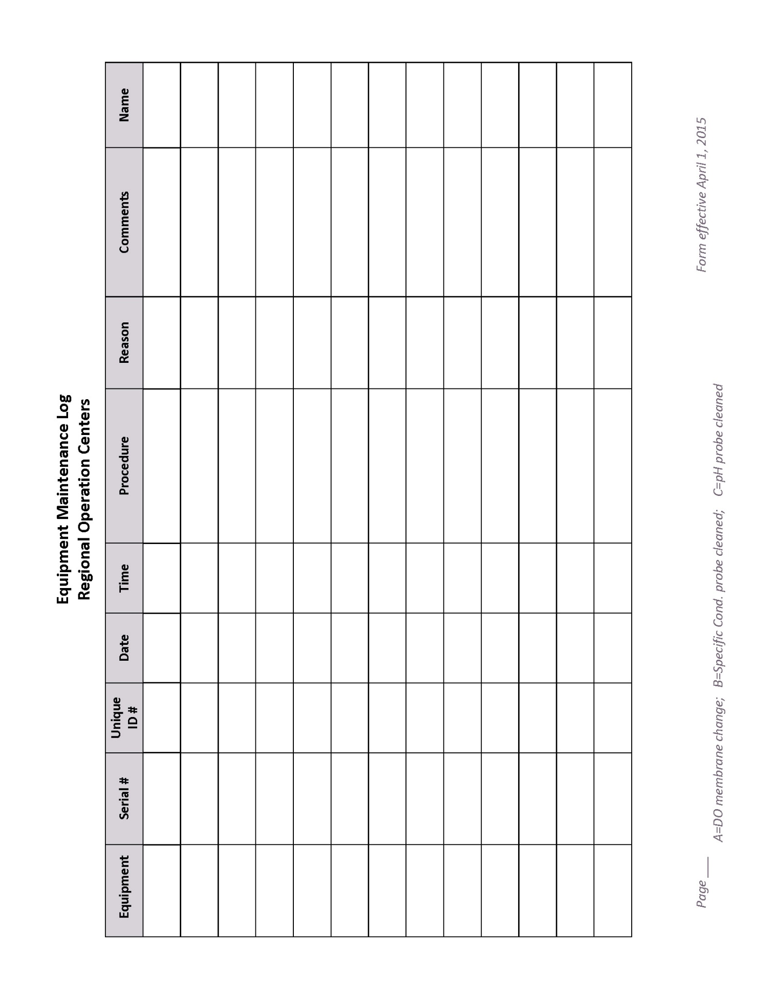 Equipment Maintenance Log
Regional Operation Centers
Equipment
Serial #
Unique
ID #
Date
Time
Procedure
Reason
Comments
Name
Page ___
Form effective April 1, 2015
A=DO membrane change; B=Specific Cond. probe cleaned; C=pH probe cleaned